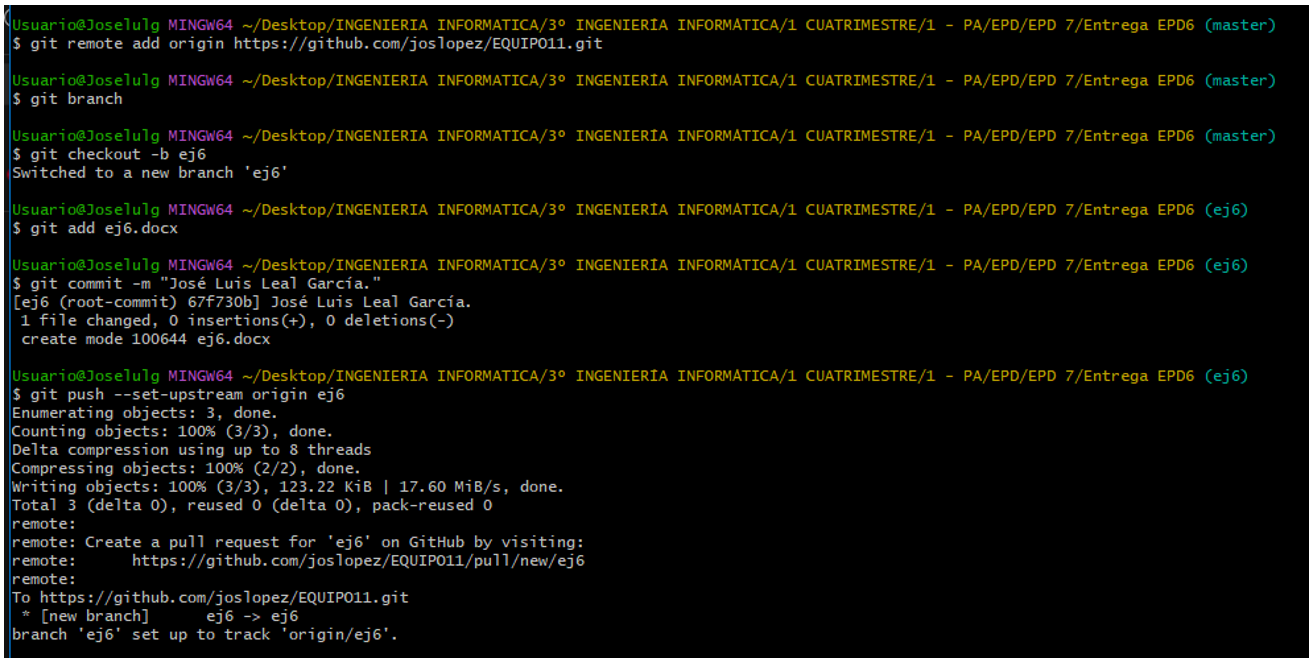 Usuario@Joselulg MINGW64 ~/Desktop/INGENIERIA INFORMATICA/3º INGENIERÍA INFORMÁTICA/1 CUATRIMESTRE/1 - PA/EPD/EPD 7/Entrega EPD6 (master)
$ git remote add origin https://github.com/joslopez/EQUIPO11.git
Usuario@Joselulg MINGW64 ~/Desktop/INGENIERIA INFORMATICA/3º INGENIERÍA INFORMÁTICA/1 CUATRIMESTRE/1 - PA/EPD/EPD 7/Entrega EPD6 (master)
$ git branch
Usuario@Joselulg MINGW64 ~/Desktop/INGENIERIA INFORMATICA/3º INGENIERÍA INFORMÁTICA/1 CUATRIMESTRE/1 - PA/EPD/EPD 7/Entrega EPD6 (master)
$ git checkout -b ej6
Switched to a new branch 'ej6'
Usuario@Joselulg MINGW64 ~/Desktop/INGENIERIA INFORMATICA/3º INGENIERÍA INFORMÁTICA/1 CUATRIMESTRE/1 - PA/EPD/EPD 7/Entrega EPD6 (ej6)
$ git add ej6.docx
Usuario@Joselulg MINGW64 ~/Desktop/INGENIERIA INFORMATICA/3º INGENIERÍA INFORMÁTICA/1 CUATRIMESTRE/1 - PA/EPD/EPD 7/Entrega EPD6 (ej6)
$ git commit -m "José Luis Leal García."
[ej6 (root-commit) 67f730b] José Luis Leal García.
 1 file changed, 0 insertions(+), 0 deletions(-)
 create mode 100644 ej6.docx
Usuario@Joselulg MINGW64 ~/Desktop/INGENIERIA INFORMATICA/3º INGENIERÍA INFORMÁTICA/1 CUATRIMESTRE/1 - PA/EPD/EPD 7/Entrega EPD6 (ej6)
$ git push --set-upstream origin ej6
Enumerating objects: 3, done.
Counting objects: 100% (3/3), done.
Delta compression using up to 8 threads
Compressing objects: 100% (2/2), done.
Writing objects: 100% (3/3), 123.22 KiB | 17.60 MiB/s, done.
Total 3 (delta 0), reused 0 (delta 0), pack-reused 0
remote:
remote: Create a pull request for 'ej6' on GitHub by visiting:
remote:      https://github.com/joslopez/EQUIPO11/pull/new/ej6
remote:
To https://github.com/joslopez/EQUIPO11.git
 * [new branch]      ej6 -> ej6
branch 'ej6' set up to track 'origin/ej6'.